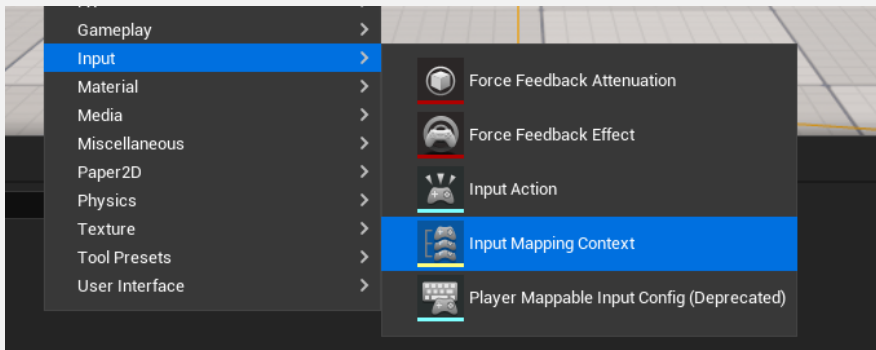 Gameplay
Input
Material
Media
Miscellaneous
Paper2D
Physics
Texture
Tool Presets
User Interface
Force Feedback Attenuation
Force Feedback Effect
Input Action
Input Mapping Context
Player Mappable Input Config (Deprecated)